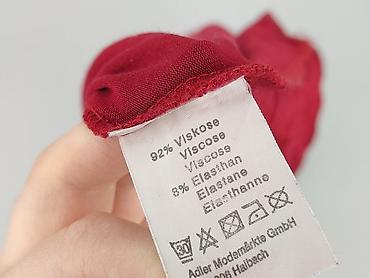 92% Viskose
Viscose
Viscose
8% Elasthan
Elastane
Elasthanne
30
Adler Modemärkte GmbH
Haibach